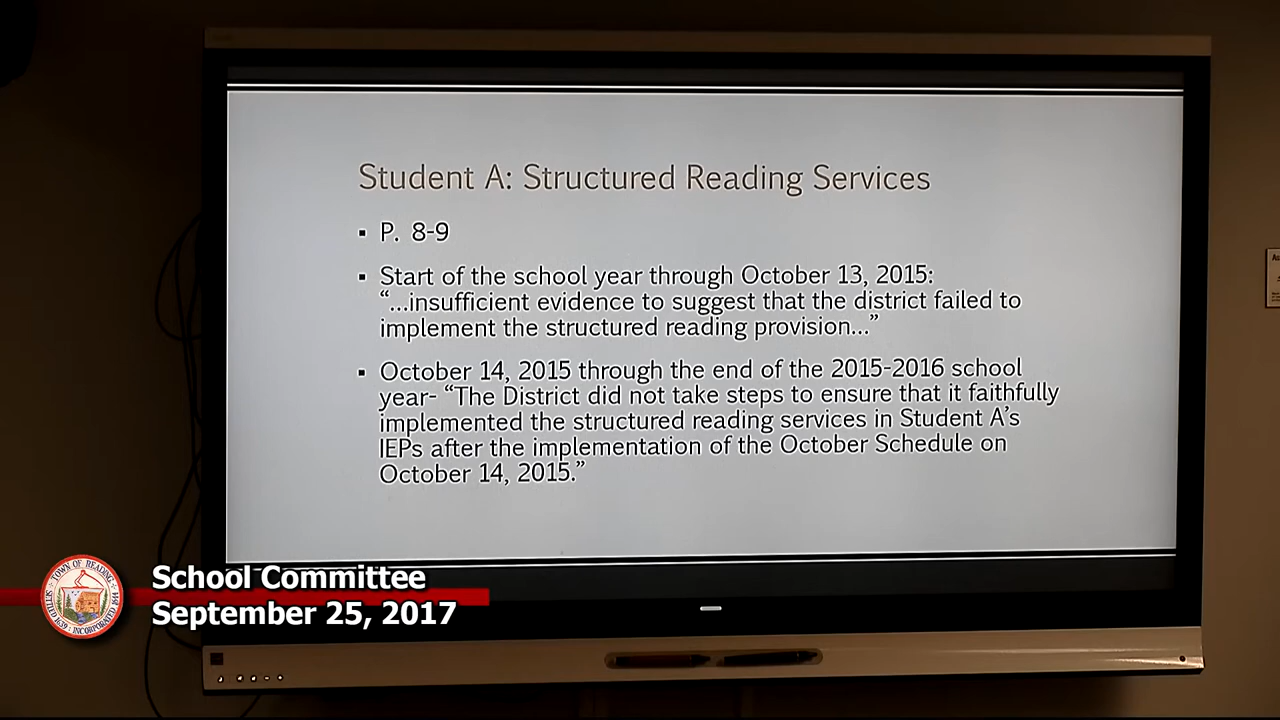 Student A: Structured Reading Services
▪ P. 8-9
▪ Start of the school year through October 13, 2015:
“...insufficient evidence to suggest that the district failed to
implement the structured reading provision...”
▪ October 14, 2015 through the end of the 2015-2016 school
year- “The District did not take steps to ensure that it faithfully
implemented the structured reading services in Student A’s
IEPs after the implementation of the October Schedule on
October 14, 2015.”
TOWN OF READING
School Committee
September 25, 2017